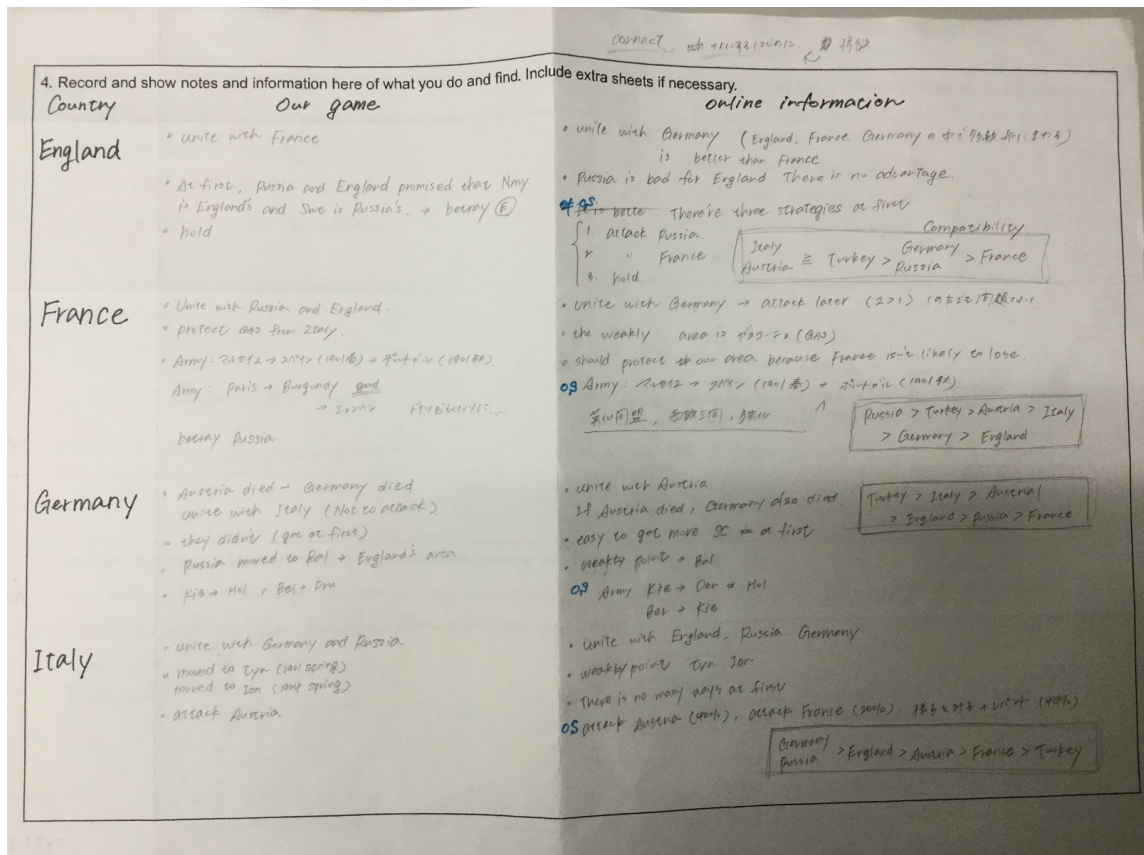 connect
4. Record and show notes and information here of what you do and find. Include extra sheets if necessary.
Country Our game online information
England
• unite with France
• At first, Russia and England promised that Nwy
is England's and Swe is Russia's. → betray Ⓔ
• hold
• unite with Germany (England, France, Germany の中で
is better than France
• Russia is bad for England There is no advantage.
OS There're three strategies at first
1. attack Russia.
2 " France
3. hold
Compatibility
Italy
Austria ≧ Turkey > Germany
Russia > France
France
• Unite with Russia and England.
• protect from Italy.
• Army: マルセイユ → スペイン (1901春) → ポルトガル (1901秋)
Army: Paris → Burgundy good
betray Russia
• unite with Germany → attack later (2>1)
• the weakly area is
• should protect our area because France isn't likely to lose.
OS Army: マルセイユ → スペイン (1901春) → ポルトガル (1901秋)
Russia > Turkey > Austria > Italy
> Germany > England
Germany
• Austria died - Germany died
unite with Italy (Not to attack)
• they didn't (got at first)
• Russia moved to Bal → England's area
• Kie → Hol,
• unite with Austria
If Austria died, Germany also died.
• easy to get more SC at first
• weakly point → Bal
OS Army Kie → Den or Hol
Ber → Kie
Turkey > Italy > Austria
> England > Russia > France
Italy
• unite with Germany and Russia
• moved to Tyn (1901 spring)
moved to Ion (1904 spring)
• attack Austria
• unite with England, Russia Germany
• weakly point Tyn Ion
• There is no many ways at first
OS attack Austria (40%), attack France (20%), (40%)
Germany
Russia > England > Austria > France > Turkey